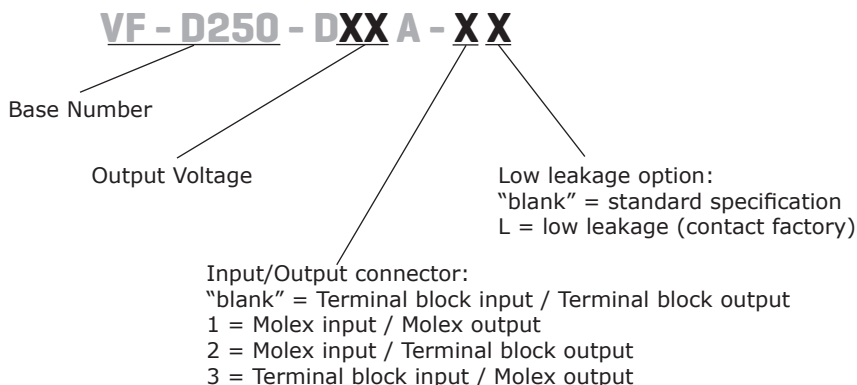 VF - D250 - DXX A - X X
Base Number
Output Voltage
Low leakage option:
“blank” = standard specification
L = low leakage (contact factory)
Input/Output connector:
“blank” = Terminal block input / Terminal block output
1 = Molex input / Molex output
2 = Molex input / Terminal block output
3 = Terminal block input / Molex output